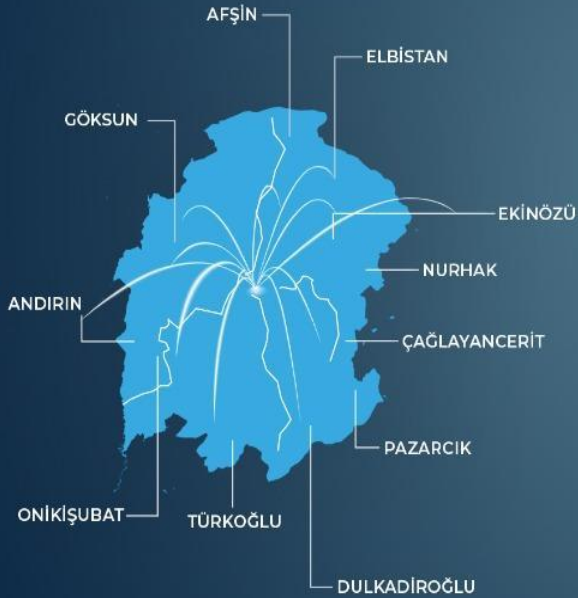 AFŞİN
ELBİSTAN
GÖKSUN
EKİNÖZÜ
NURHAK
ANDIRIN
ÇAĞLAYANCERİT
PAZARCIK
ONİKİŞUBAT
TÜRKOĞLU
DULKADİROĞLU